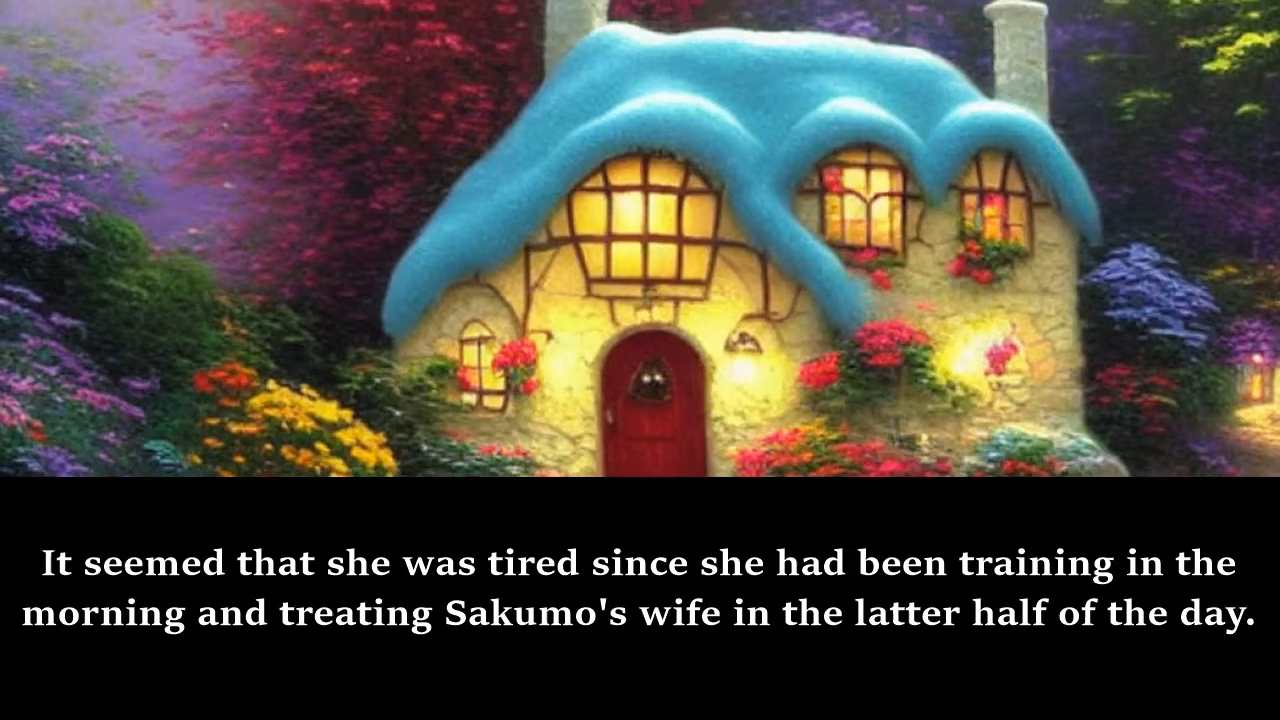 It seemed that she was tired since she had been training in the
morning and treating Sakumo's wife in the latter half of the day.